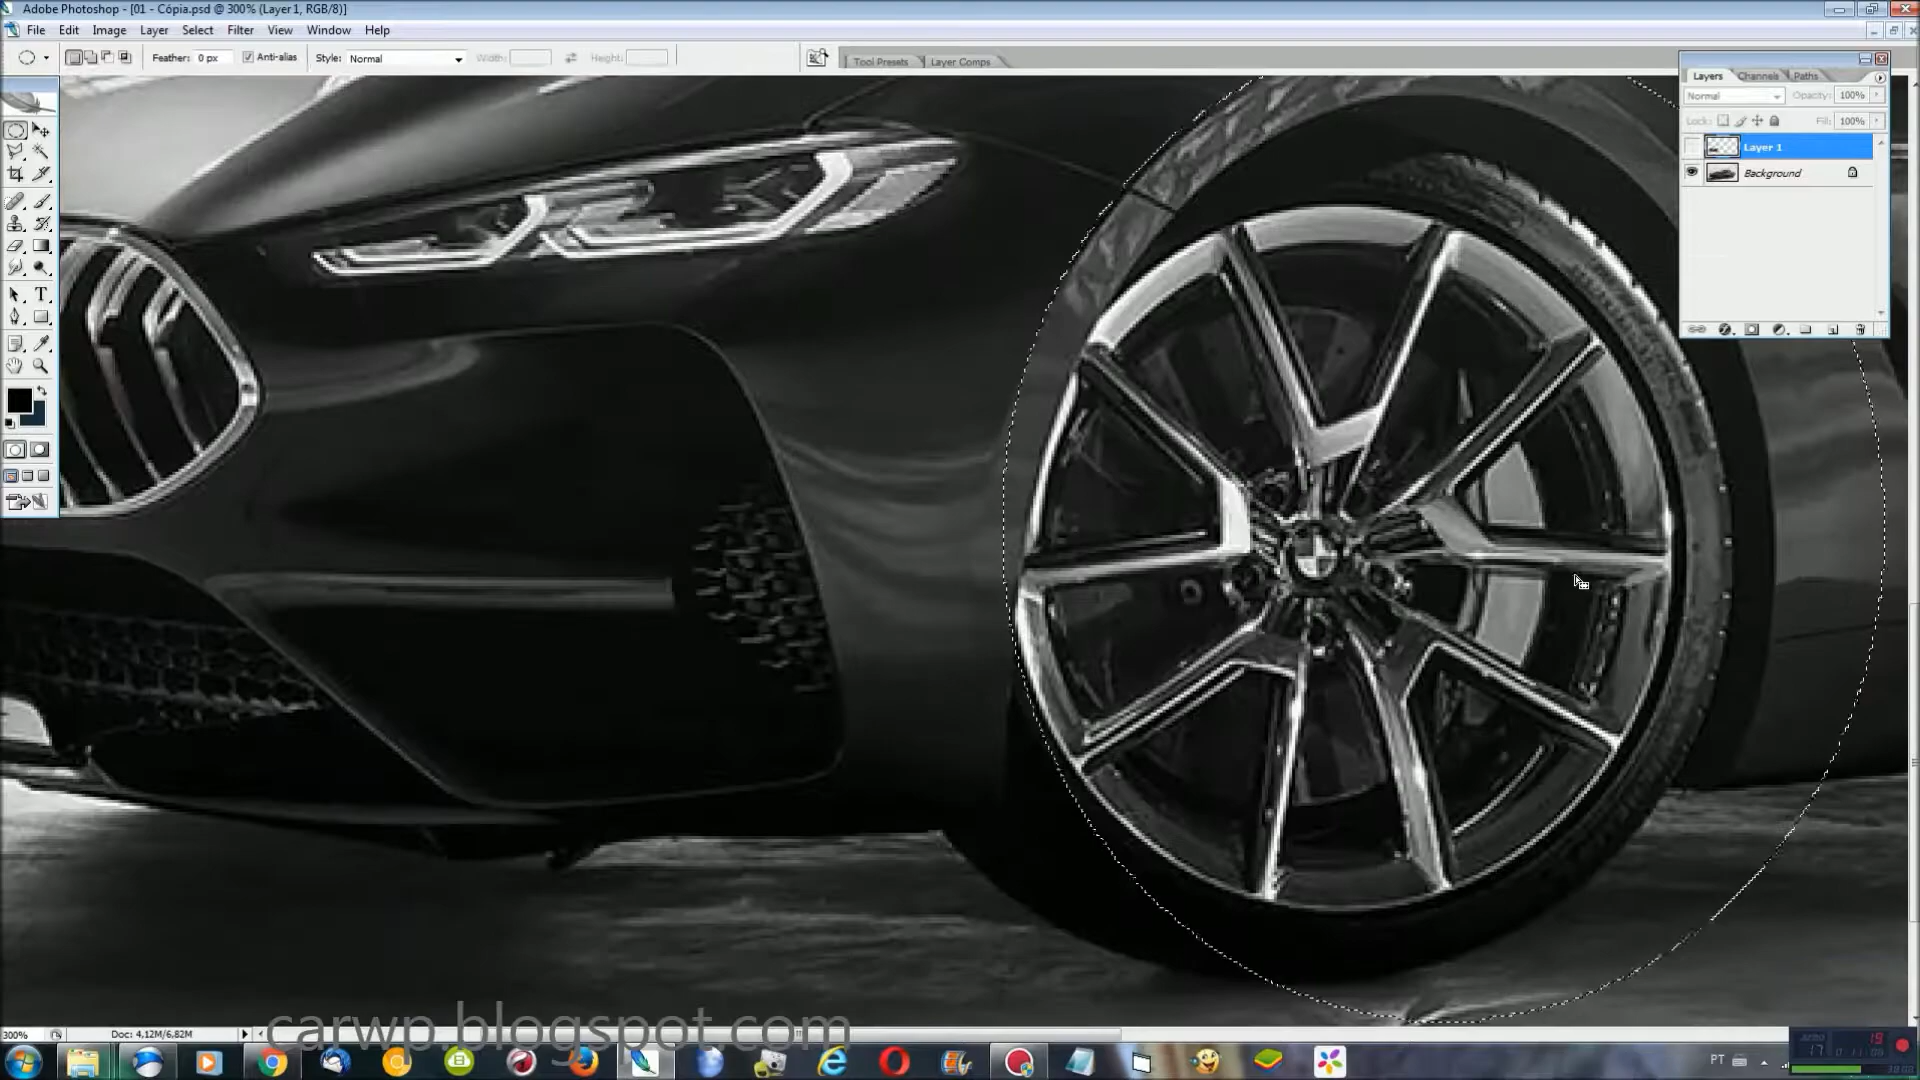 Adobe Photoshop - [01 - Cópia.psd @ 300% (Layer 1, RGB/8)]
File Edit Image Layer Select Filter View Window Help
Feather: 0 px Anti-alias Style: Normal Width: Height: Tool Presets Layer Comps
Layers Channels Paths
Normal Opacity: 100%
Lock: Fill: 100%
Layer 1
Background
300% Doc: 4,12M/6,82M
carwp.blogspot.com
PT